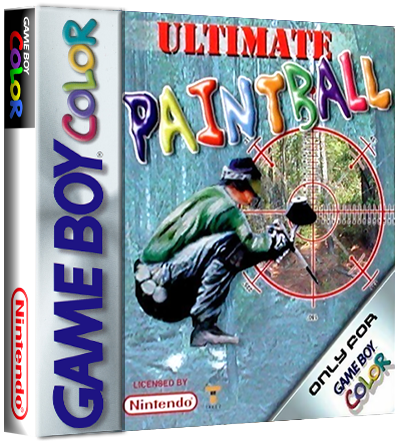 GAME BOY
COLOR
Nintendo
GAME BOY COLOR
ULTIMATE
PAINTBALL
LICENSED BY
Nintendo
ONLY FOR
GAME BOY
COLOR